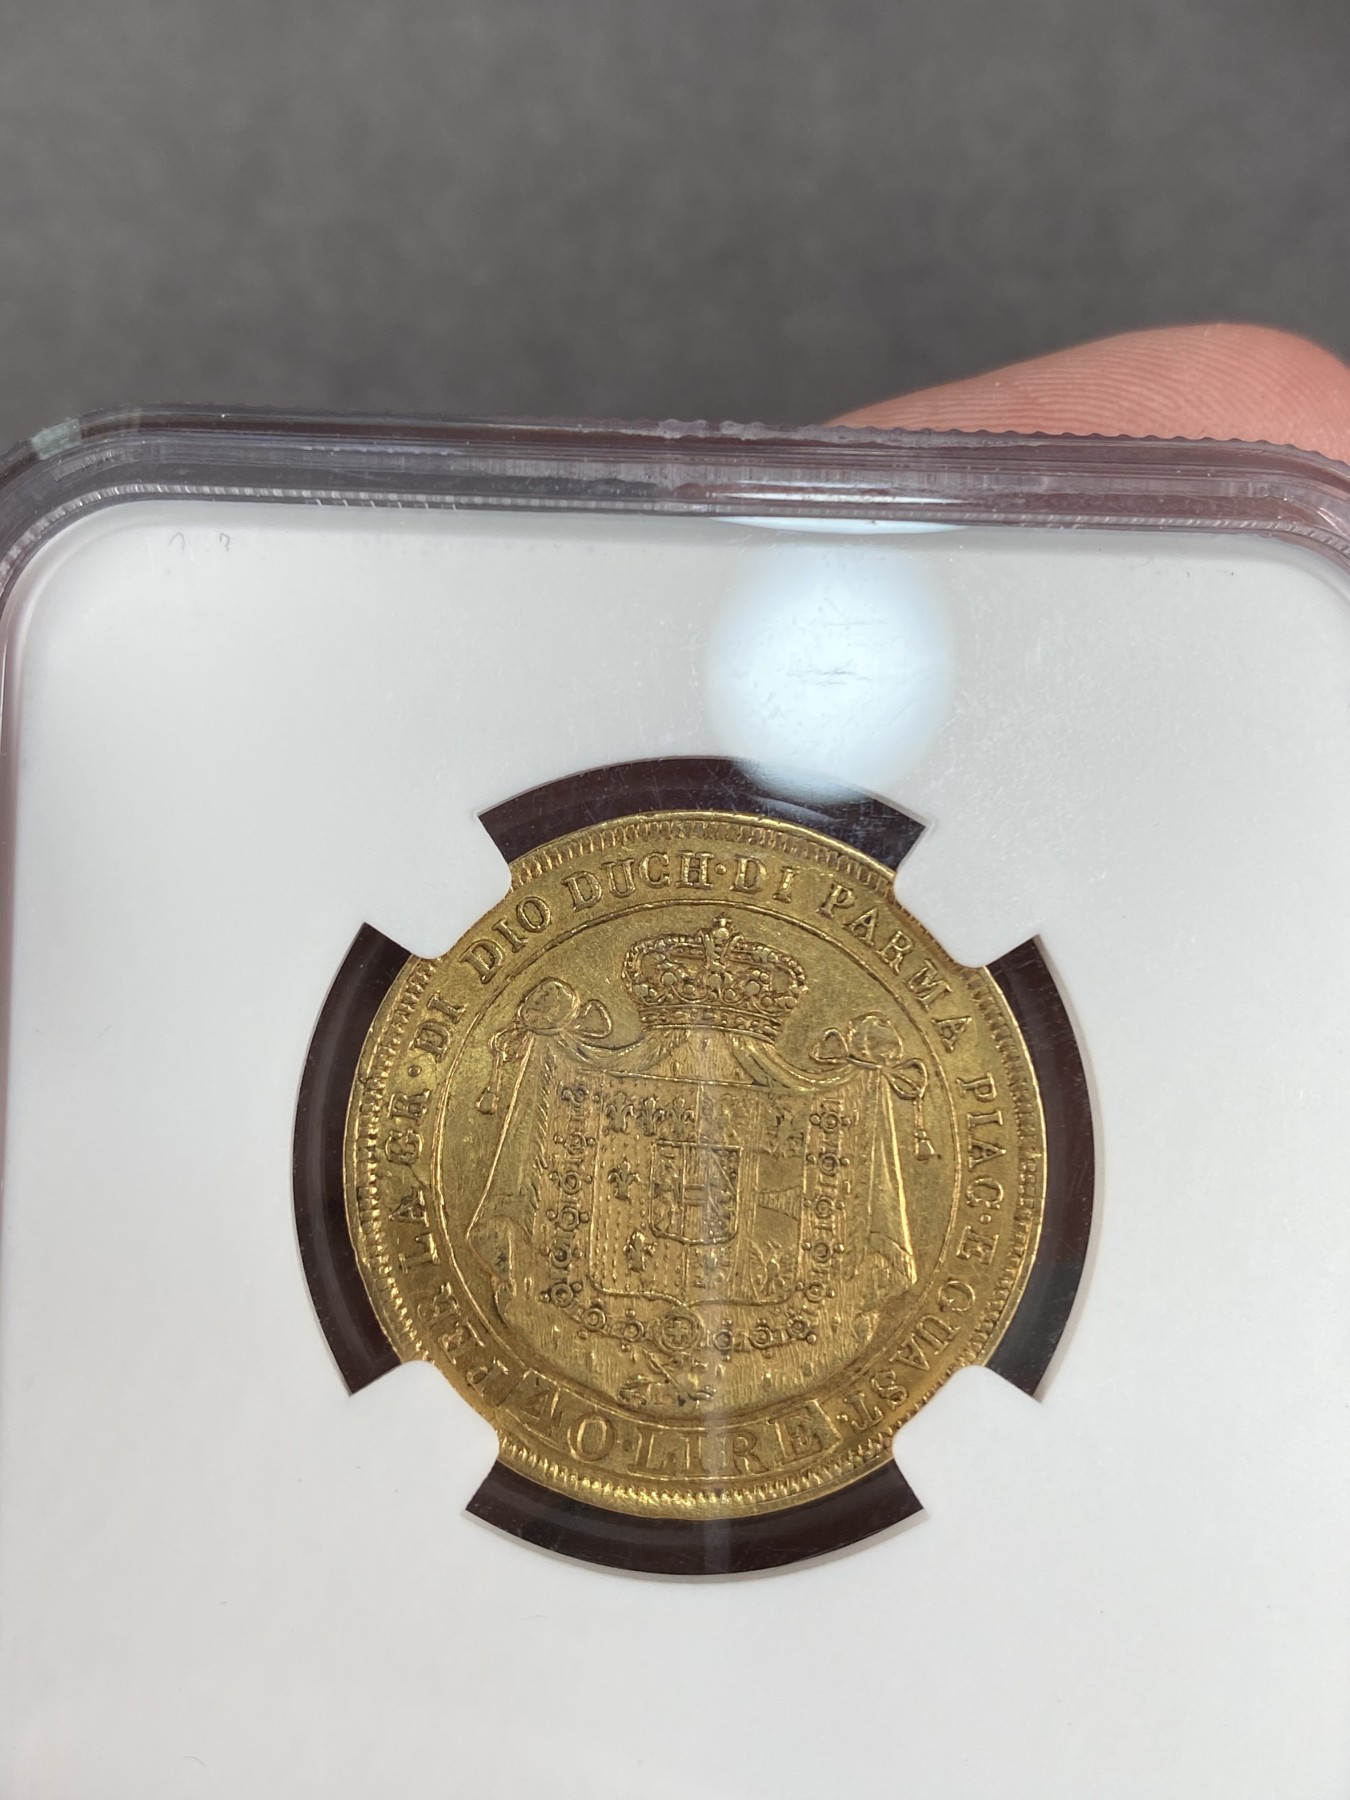 PER LA GR · DI DIO DUCH · DI PARMA PIAC · E GUAST ·
40 LIRE